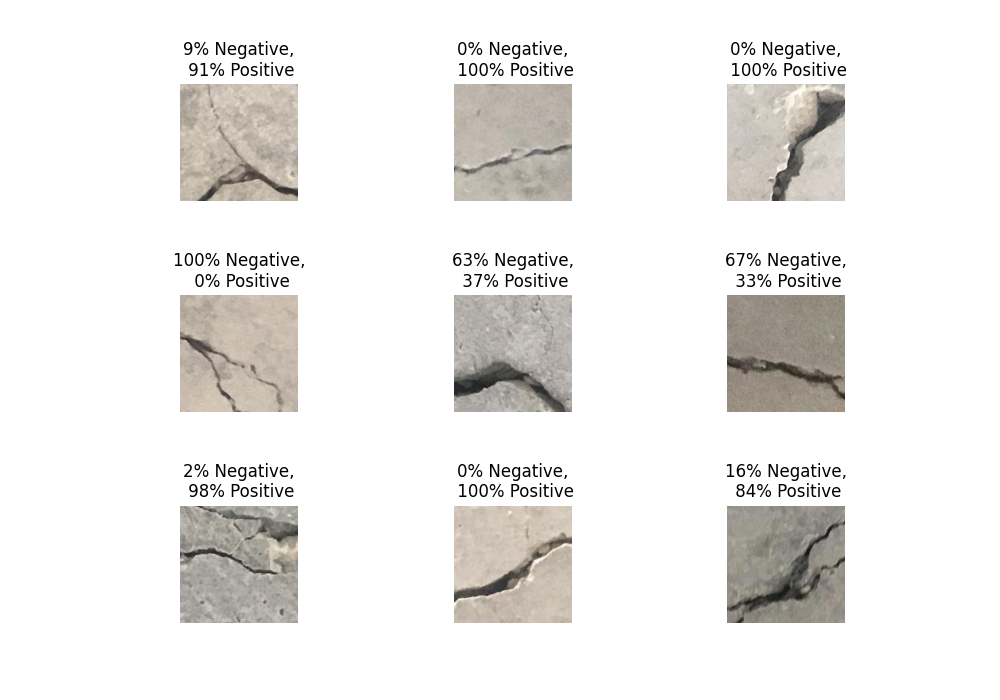 9% Negative,
91% Positive
0% Negative,
100% Positive
0% Negative,
100% Positive
100% Negative,
0% Positive
63% Negative,
37% Positive
67% Negative,
33% Positive
2% Negative,
98% Positive
0% Negative,
100% Positive
16% Negative,
84% Positive